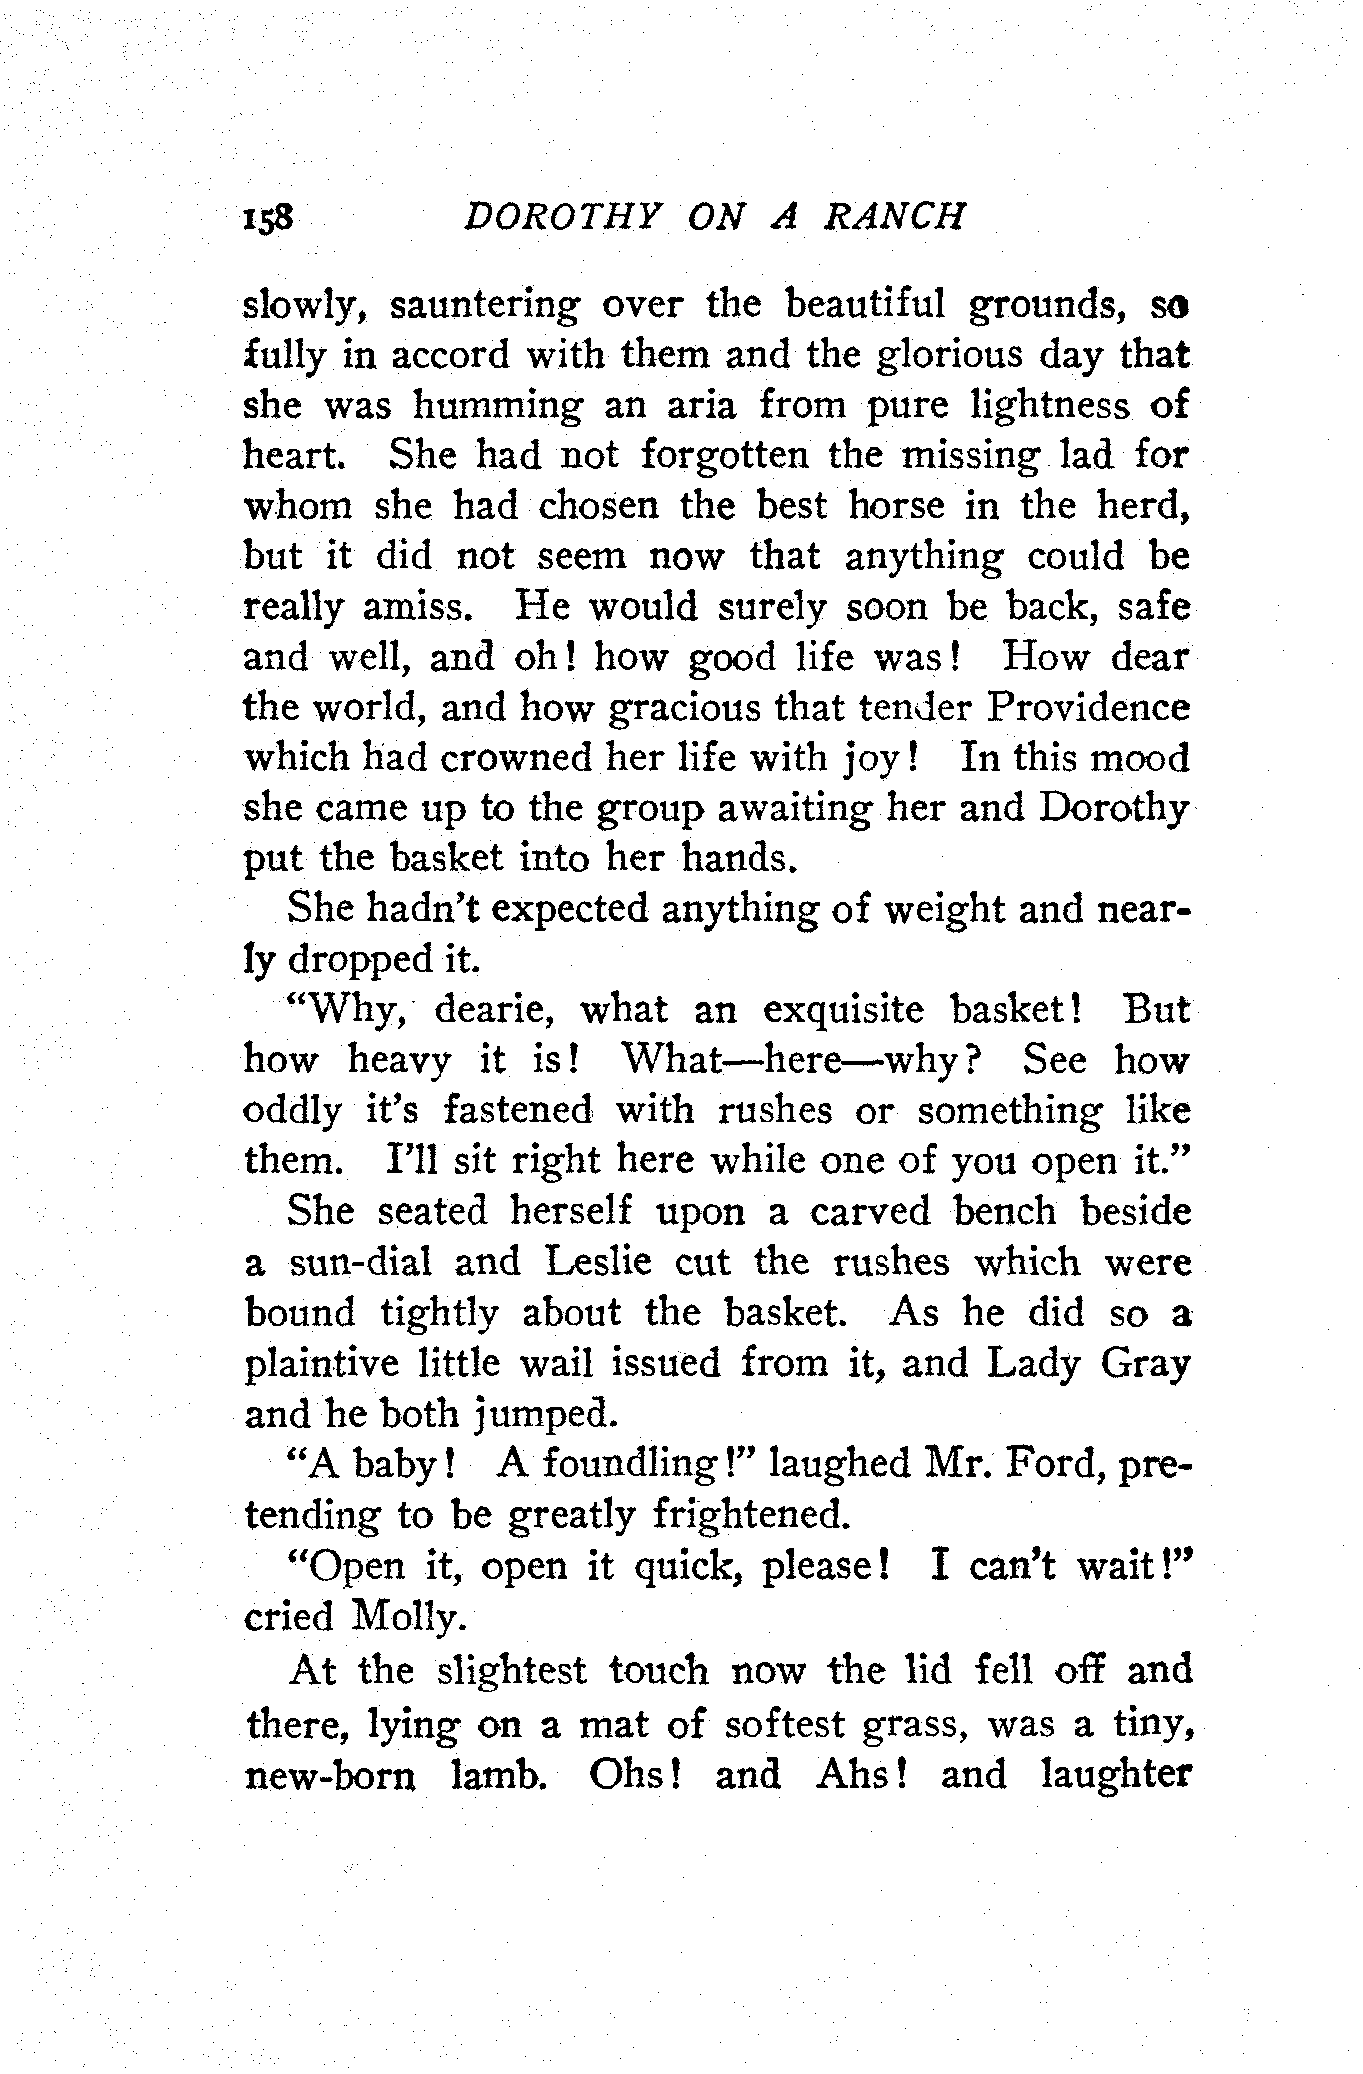 158 DOROTHY ON A RANCH
slowly, sauntering over the beautiful grounds, so
fully in accord with them and the glorious day that
she was humming an aria from pure lightness of
heart. She had not forgotten the missing lad for
whom she had chosen the best horse in the herd,
but it did not seem now that anything could be
really amiss. He would surely soon be back, safe
and well, and oh! how good life was! How dear
the world, and how gracious that tender Providence
which had crowned her life with joy! In this mood
she came up to the group awaiting her and Dorothy
put the basket into her hands.
She hadn't expected anything of weight and near-
ly dropped it.
“Why, dearie, what an exquisite basket! But
how heavy it is! What—here—why? See how
oddly it's fastened with rushes or something like
them. I'll sit right here while one of you open it.”
She seated herself upon a carved bench beside
a sun-dial and Leslie cut the rushes which were
bound tightly about the basket. As he did so a
plaintive little wail issued from it, and Lady Gray
and he both jumped.
“A baby! A foundling!” laughed Mr. Ford, pre-
tending to be greatly frightened.
“Open it, open it quick, please! I can't wait!”
cried Molly.
At the slightest touch now the lid fell off and
there, lying on a mat of softest grass, was a tiny,
new-born lamb. Ohs! and Ahs! and laughter